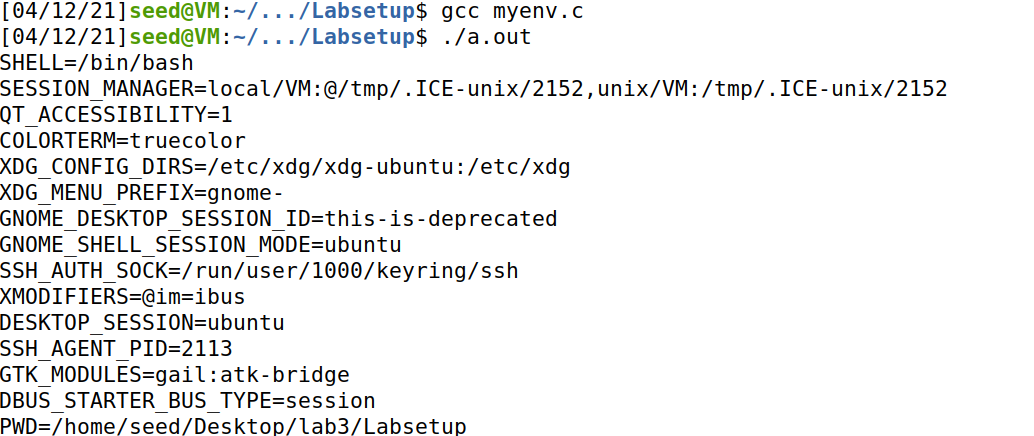 [04/12/21]seed@VM:~/.../Labsetup$ gcc myenv.c
[04/12/21]seed@VM:~/.../Labsetup$ ./a.out
SHELL=/bin/bash
SESSION_MANAGER=local/VM:@/tmp/.ICE-unix/2152,unix/VM:/tmp/.ICE-unix/2152
QT_ACCESSIBILITY=1
COLORTERM=truecolor
XDG_CONFIG_DIRS=/etc/xdg/xdg-ubuntu:/etc/xdg
XDG_MENU_PREFIX=gnome-
GNOME_DESKTOP_SESSION_ID=this-is-deprecated
GNOME_SHELL_SESSION_MODE=ubuntu
SSH_AUTH_SOCK=/run/user/1000/keyring/ssh
XMODIFIERS=@im=ibus
DESKTOP_SESSION=ubuntu
SSH_AGENT_PID=2113
GTK_MODULES=gail:atk-bridge
DBUS_STARTER_BUS_TYPE=session
PWD=/home/seed/Desktop/lab3/Labsetup